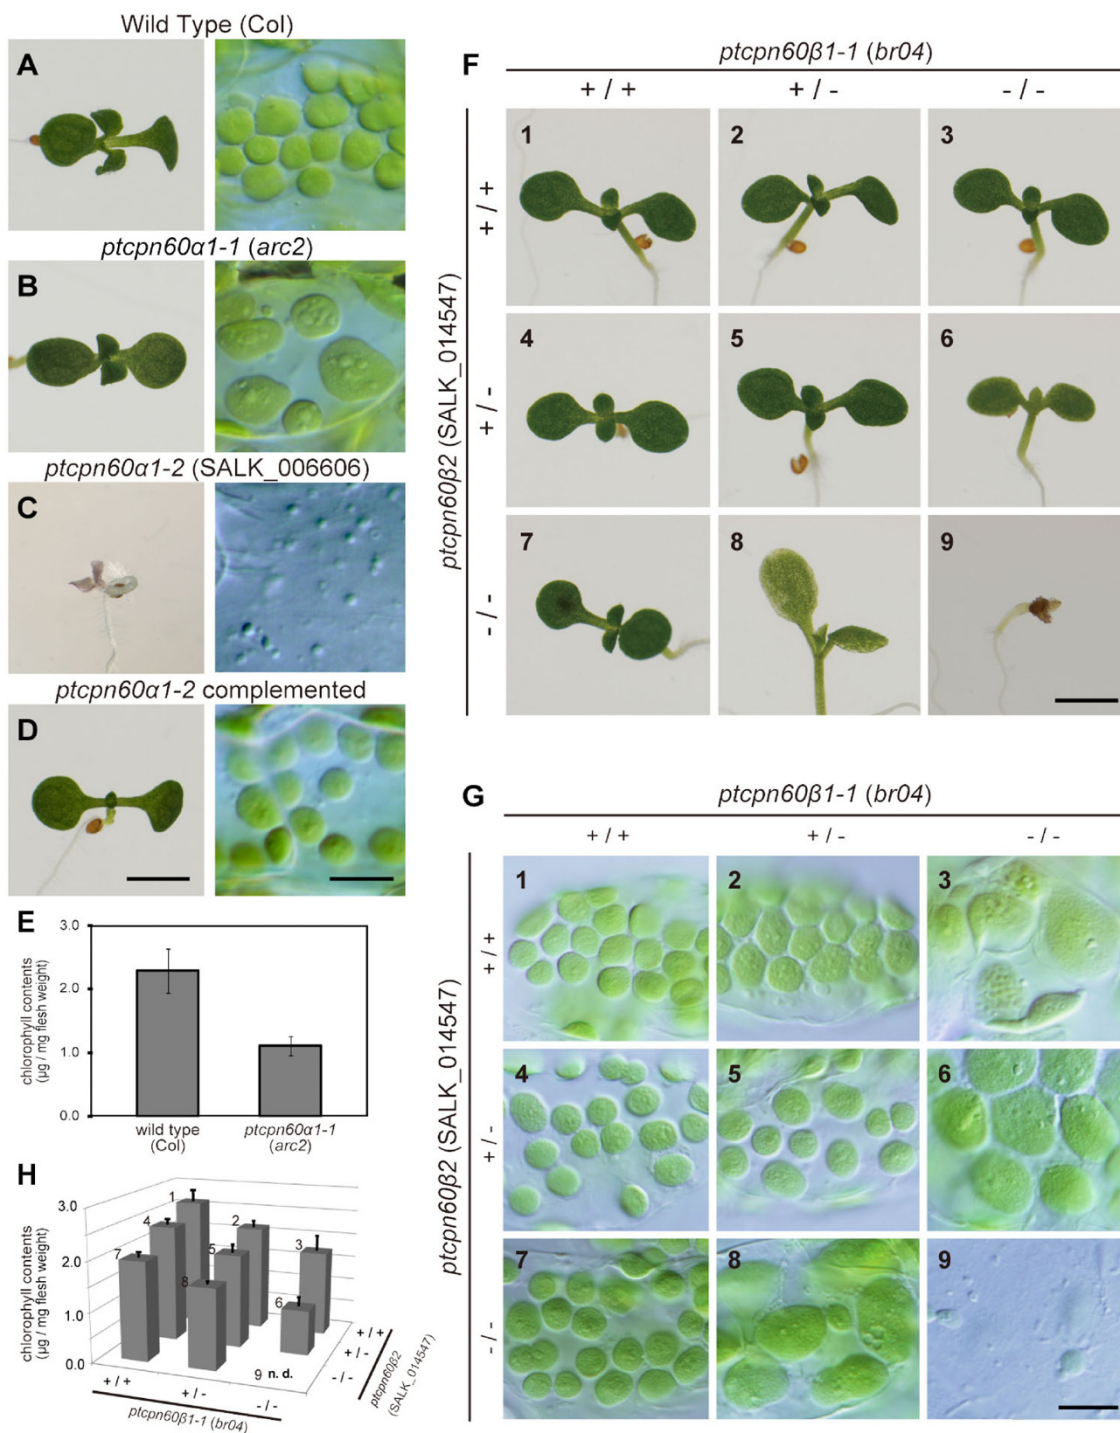 Wild Type (Col)
A
ptcpn60α1-1 (arc2)
B
ptcpn60α1-2 (SALK_006606)
C
ptcpn60α1-2 complemented
D
E
chlorophyll contents
(µg / mg flesh weight)
3.0
2.0
1.0
0.0
wild type
(Col)
ptcpn60α1-1
(arc2)
F
ptcpn60β1-1 (br04)
+ / +
+ / -
- / -
ptcpn60β2 (SALK_014547)
+ / +
+ / -
- / -
1
2
3
4
5
6
7
8
9
G
ptcpn60β1-1 (br04)
+ / +
+ / -
- / -
ptcpn60β2 (SALK_014547)
+ / +
+ / -
- / -
1
2
3
4
5
6
7
8
9
H
chlorophyll contents
(µg / mg flesh weight)
3.0
2.0
1.0
0.0
1
4
2
7
5
3
8
6
9 n. d.
+ / +
+ / -
- / -
ptcpn60β1-1 (br04)
+ / +
+ / -
- / -
ptcpn60β2
(SALK_014547)